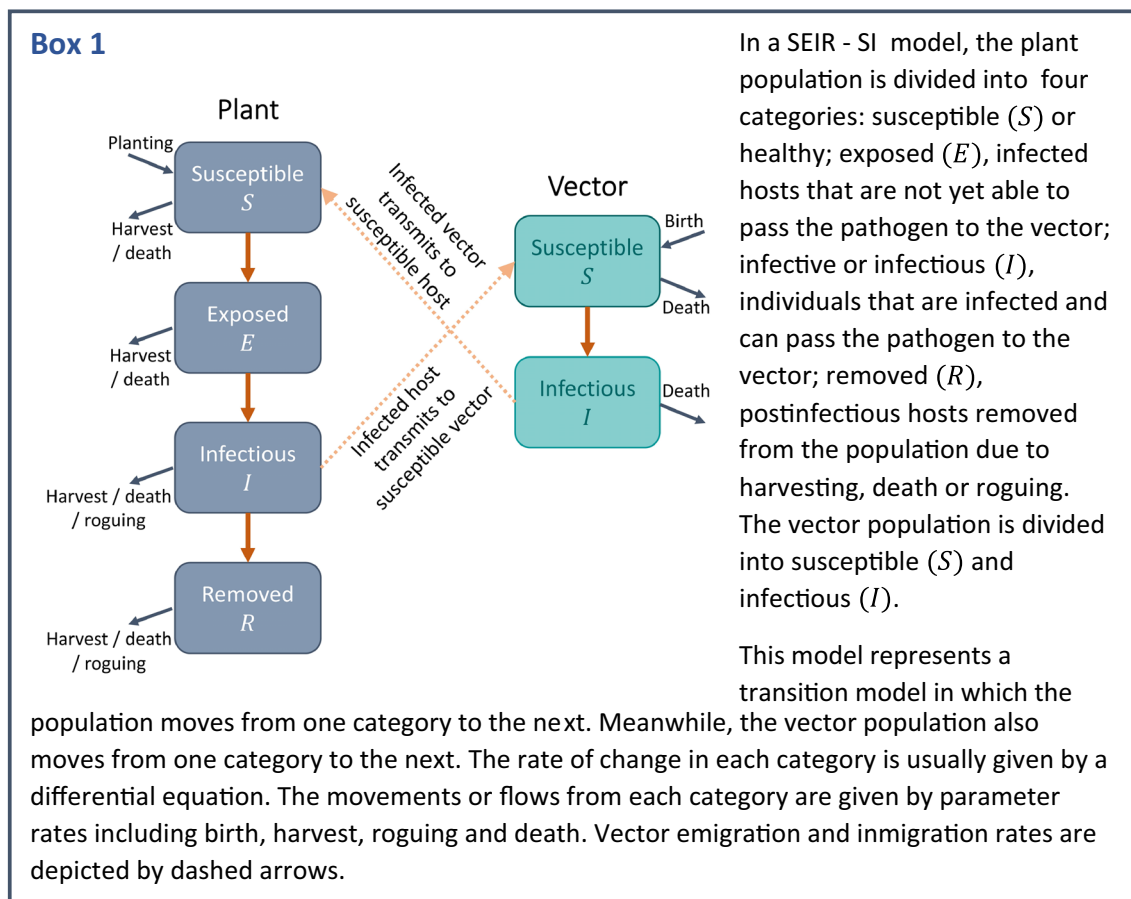 Box 1
Plant
Planting
Susceptible
S
Harvest
/ death
Exposed
E
Harvest
/ death
Infectious
I
Harvest / death
/ roguing
Removed
R
Harvest / death
/ roguing
Infected vector
transmits to
susceptible host
Infected host
transmits to
susceptible vector
Vector
Birth
Susceptible
S
Death
Infectious
I
Death
In a SEIR - SI model, the plant
population is divided into four
categories: susceptible (S) or
healthy; exposed (E), infected
hosts that are not yet able to
pass the pathogen to the vector;
infective or infectious (I),
individuals that are infected and
can pass the pathogen to the
vector; removed (R),
postinfectious hosts removed
from the population due to
harvesting, death or roguing.
The vector population is divided
into susceptible (S) and
infectious (I).
This model represents a
transition model in which the
population moves from one category to the next. Meanwhile, the vector population also
moves from one category to the next. The rate of change in each category is usually given by a
differential equation. The movements or flows from each category are given by parameter
rates including birth, harvest, roguing and death. Vector emigration and inmigration rates are
depicted by dashed arrows.